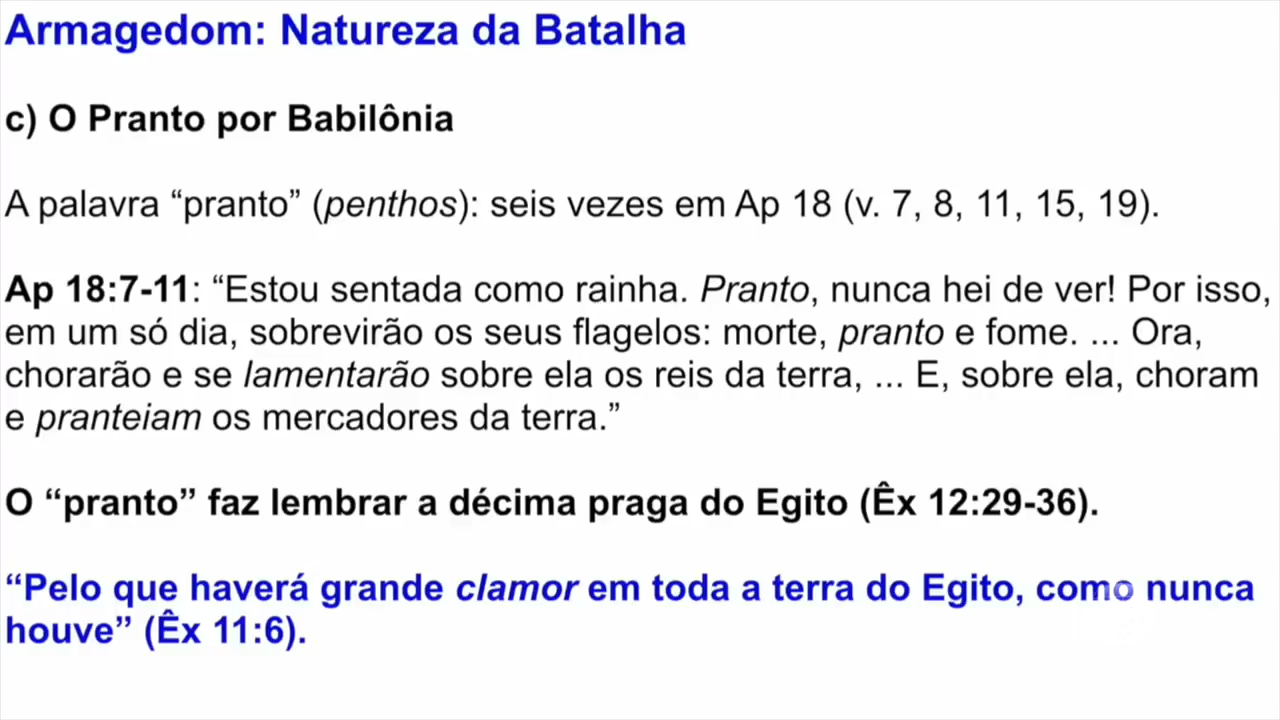 Armagedom: Natureza da Batalha
c) O Pranto por Babilônia
A palavra “pranto” (penthos): seis vezes em Ap 18 (v. 7, 8, 11, 15, 19).
Ap 18:7-11: “Estou sentada como rainha. Pranto, nunca hei de ver! Por isso,
em um só dia, sobrevirão os seus flagelos: morte, pranto e fome. ... Ora,
chorarão e se lamentarão sobre ela os reis da terra, ... E, sobre ela, choram
e pranteiam os mercadores da terra.”
O “pranto” faz lembrar a décima praga do Egito (Êx 12:29-36).
“Pelo que haverá grande clamor em toda a terra do Egito, como nunca
houve” (Êx 11:6).